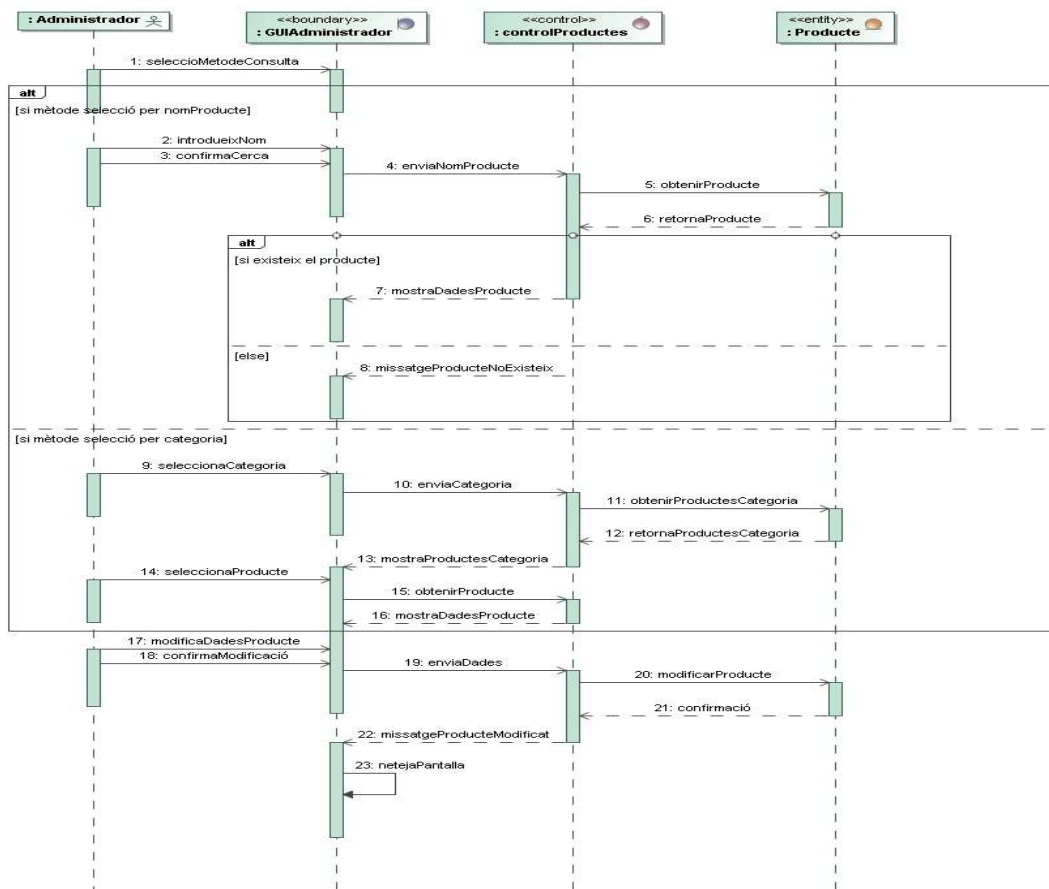 : Administrador
<<boundary>>
: GUIAdministrador
<<control>>
: controlProductes
<<entity>>
: Producte
1: seleccioMetodeConsulta
alt
[si mètode selecció per nomProducte]
2: introdueixNom
3: confirmaCerca
4: enviaNomProducte
5: obtenirProducte
6: retornaProducte
alt
[si existeix el producte]
7: mostraDadesProducte
[else]
8: missatgeProducteNoExisteix
[si mètode selecció per categoria]
9: seleccionaCategoria
10: enviaCategoria
11: obtenirProductesCategoria
12: retornaProductesCategoria
13: mostraProductesCategoria
14: seleccionaProducte
15: obtenirProducte
16: mostraDadesProducte
17: modificaDadesProducte
18: confirmaModificació
19: enviaDades
20: modificarProducte
21: confirmació
22: missatgeProducteModificat
23: netejaPantalla